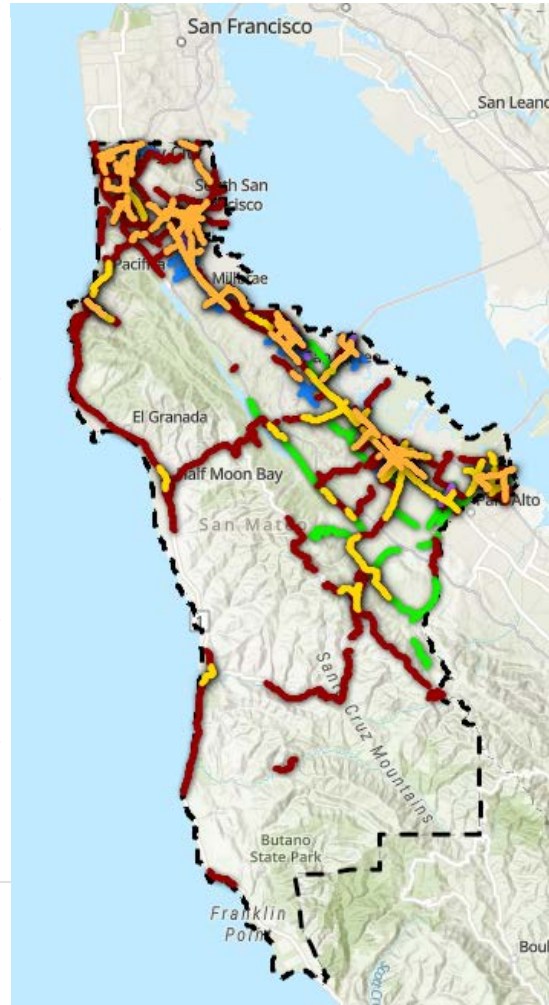 San Francisco
San Leand
South San
Pacifica
Millbrae
El Granada
Half Moon Bay
Palo Alto
San Mateo
1
Santa Cruz Mountains
Butano
State Park
Franklin
Point
Boul